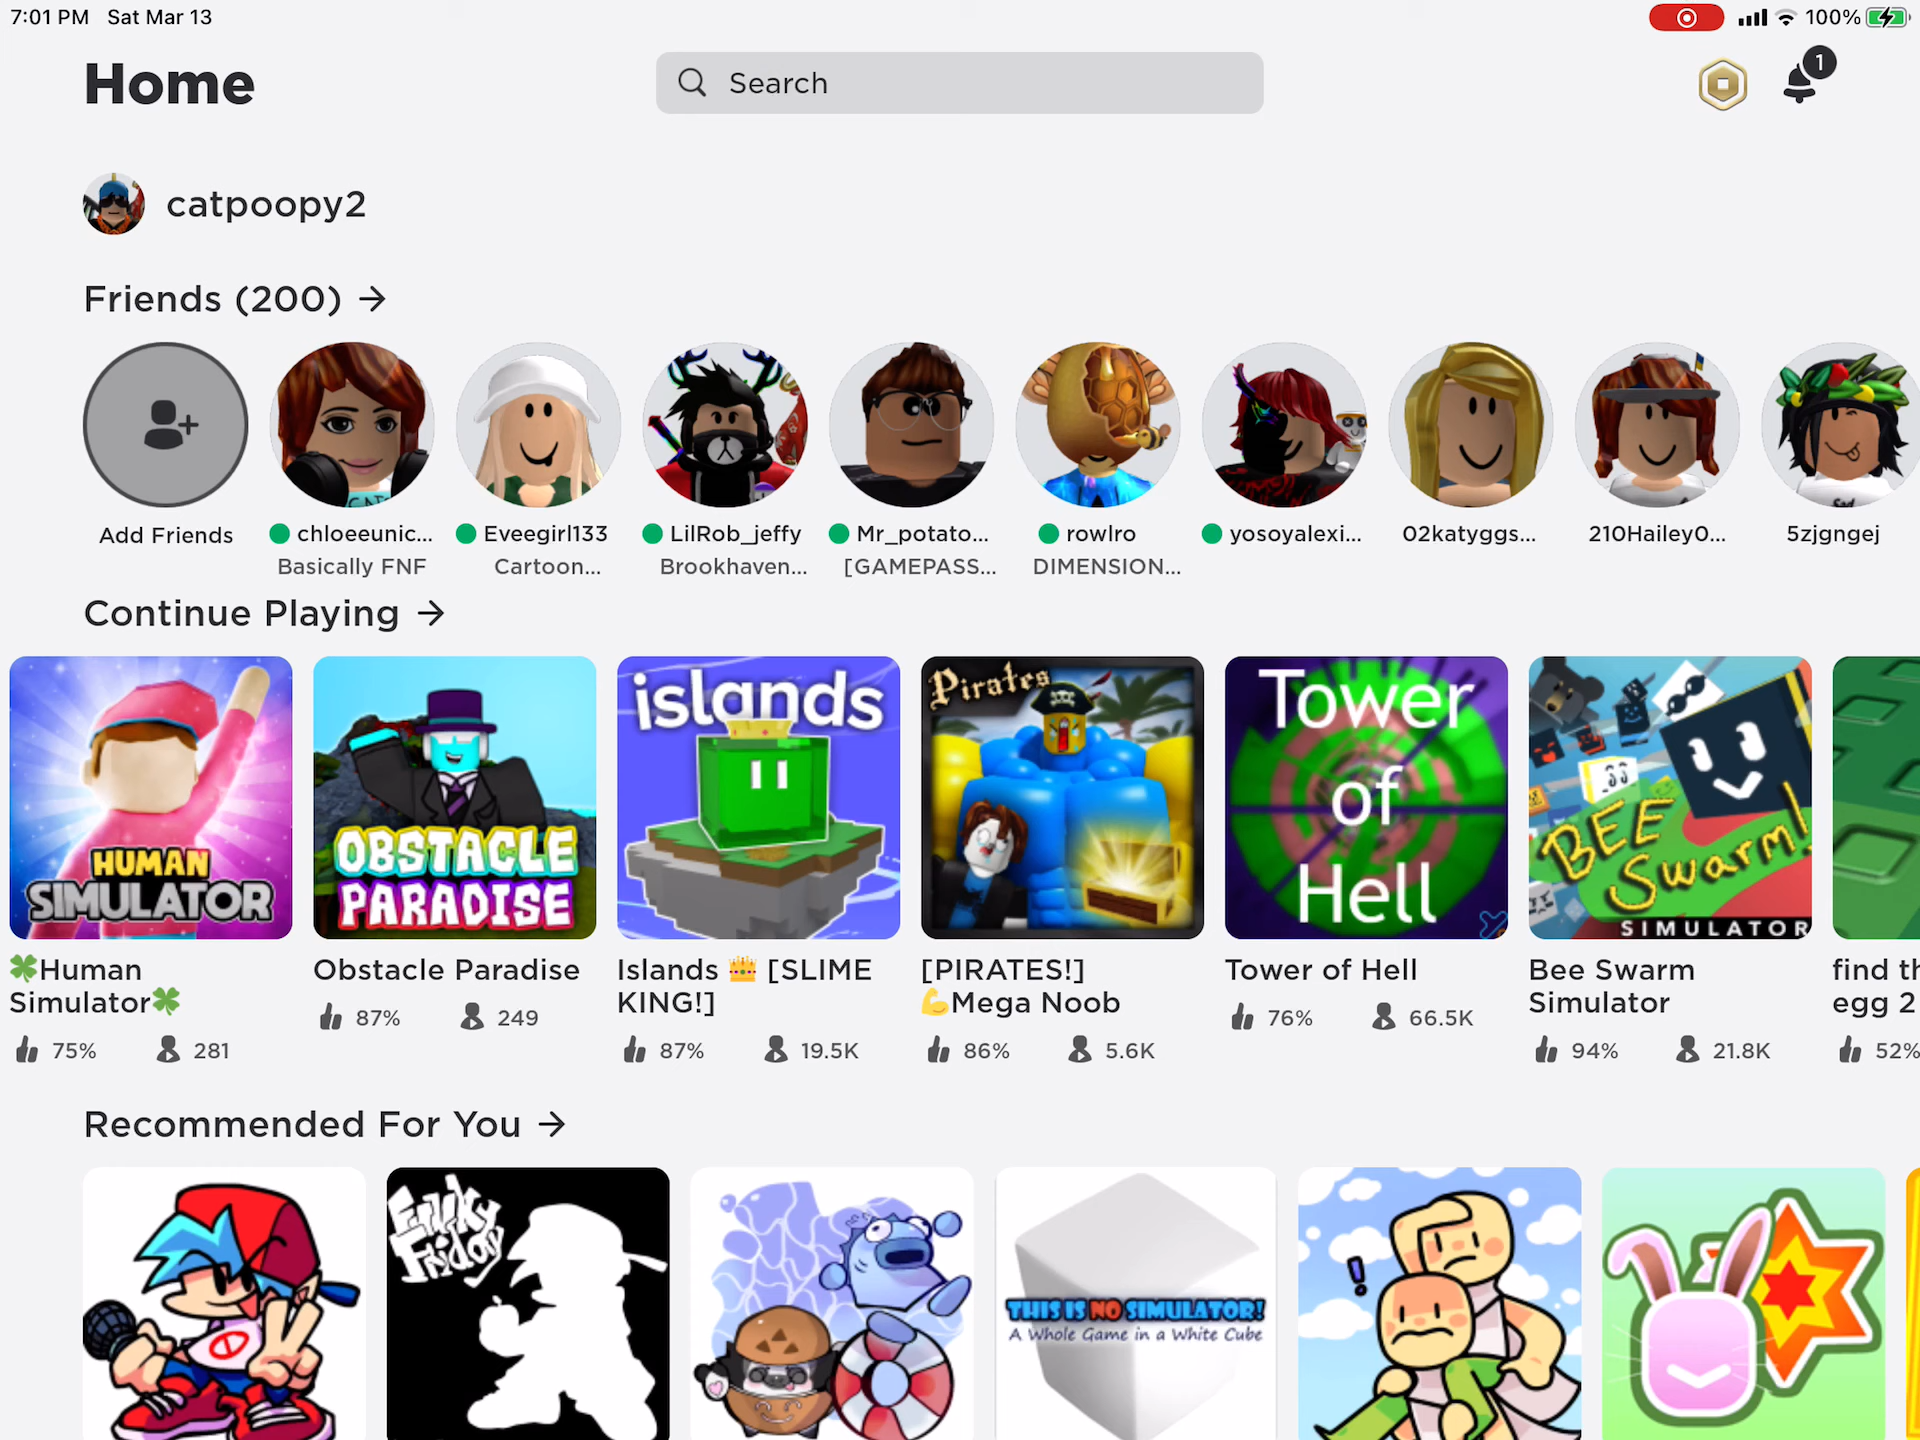 7:01 PM Sat Mar 13
100%
Home
Search
1
catpoopy2
Friends (200) →
Add Friends
chloeeunic...
Basically FNF
Eveegirl133
Cartoon...
LilRob_jeffy
Brookhaven...
Mr_potato...
[GAMEPASS...
rowlro
DIMENSION...
yosoyalexi...
02katyggs...
210Hailey0...
5zjgngej
Continue Playing →
HUMAN
SIMULATOR
OBSTACLE
PARADISE
islands
Pirates
Tower
of
Hell
BEE
Swarm!
SIMULATOR
🍀Human
Simulator🍀
75% 281
Obstacle Paradise
87% 249
Islands 👑 [SLIME
KING!]
87% 19.5K
[PIRATES!]
💪Mega Noob
86% 5.6K
Tower of Hell
76% 66.5K
Bee Swarm
Simulator
94% 21.8K
find th
egg 2
52%
Recommended For You →
Funky
Friday
THIS IS NO SIMULATOR!
A Whole Game in a White Cube